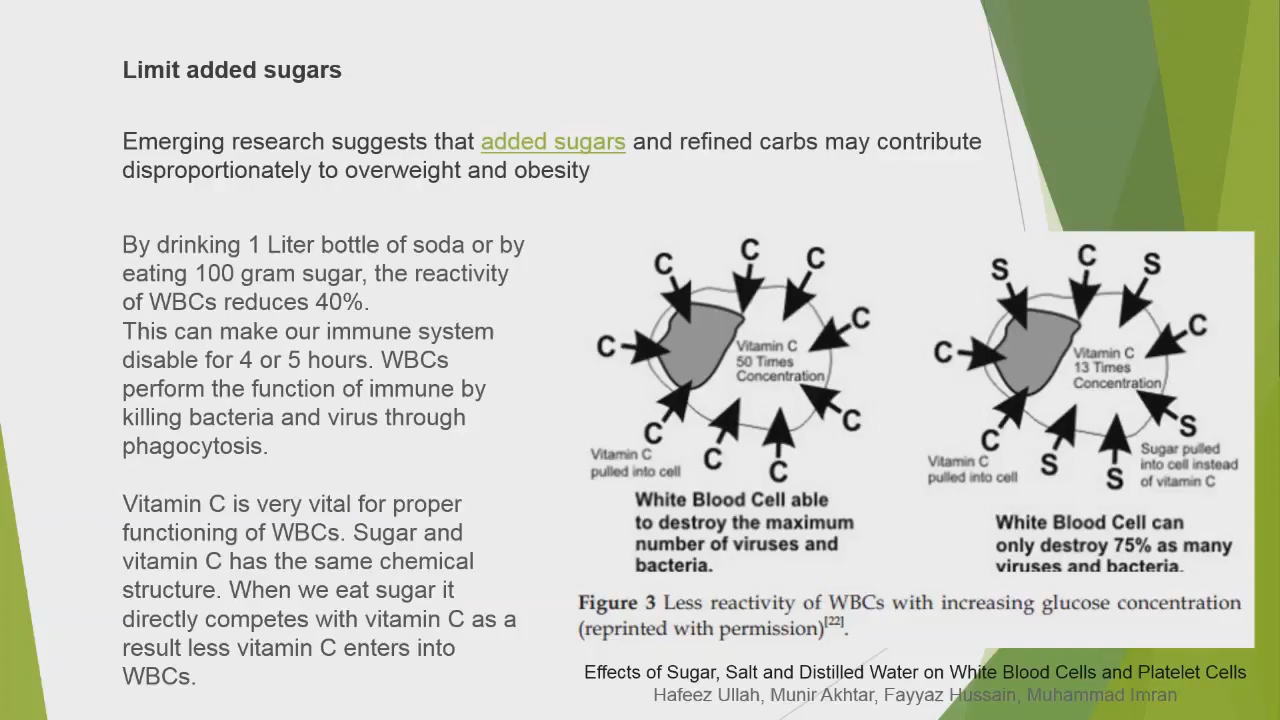 Limit added sugars
Emerging research suggests that added sugars and refined carbs may contribute
disproportionately to overweight and obesity
By drinking 1 Liter bottle of soda or by
eating 100 gram sugar, the reactivity
of WBCs reduces 40%.
This can make our immune system
disable for 4 or 5 hours. WBCs
perform the function of immune by
killing bacteria and virus through
phagocytosis.
Vitamin C is very vital for proper
functioning of WBCs. Sugar and
vitamin C has the same chemical
structure. When we eat sugar it
directly competes with vitamin C as a
result less vitamin C enters into
WBCs.
C
C
C
C
C
C
C
C
C
Vitamin C
50 Times
Concentration
Vitamin C
pulled into cell
White Blood Cell able
to destroy the maximum
number of viruses and
bacteria.
S
C
S
C
C
C
S
S
S
Vitamin C
13 Times
Concentration
Vitamin C
pulled into cell
Sugar pulled
into cell instead
of vitamin C
White Blood Cell can
only destroy 75% as many
viruses and bacteria.
Figure 3 Less reactivity of WBCs with increasing glucose concentration
(reprinted with permission)[22].
Effects of Sugar, Salt and Distilled Water on White Blood Cells and Platelet Cells
Hafeez Ullah, Munir Akhtar, Fayyaz Hussain, Muhammad Imran